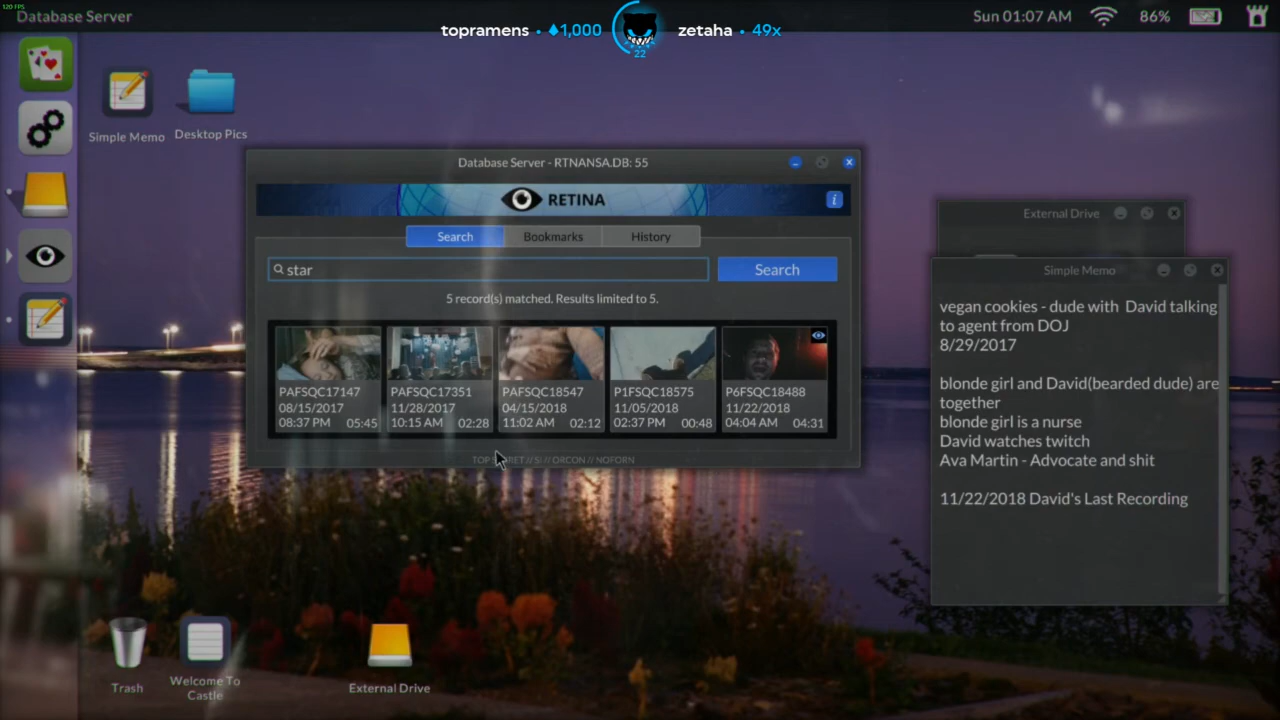 120 FPS
Database Server
topramens • 1,000
22
zetaha • 49x
Sun 01:07 AM
86%
Simple Memo
Desktop Pics
Database Server - RTNANSA.DB: 55
RETINA
i
Search
Bookmarks
History
star
Search
5 record(s) matched. Results limited to 5.
PAFSQC17147
08/15/2017
08:37 PM 05:45
PAFSQC17351
11/28/2017
10:15 AM 02:28
PAFSQC18547
04/15/2018
11:02 AM 02:12
P1FSQC18575
11/05/2018
02:37 PM 00:48
P6FSQC18488
11/22/2018
04:04 AM 04:31
// SI // ORCON // NOFORN
External Drive
Simple Memo
vegan cookies - dude with David talking
to agent from DOJ
8/29/2017
blonde girl and David(bearded dude) are
together
blonde girl is a nurse
David watches twitch
Ava Martin - Advocate and shit
11/22/2018 David's Last Recording
Trash
Welcome To
Castle
External Drive